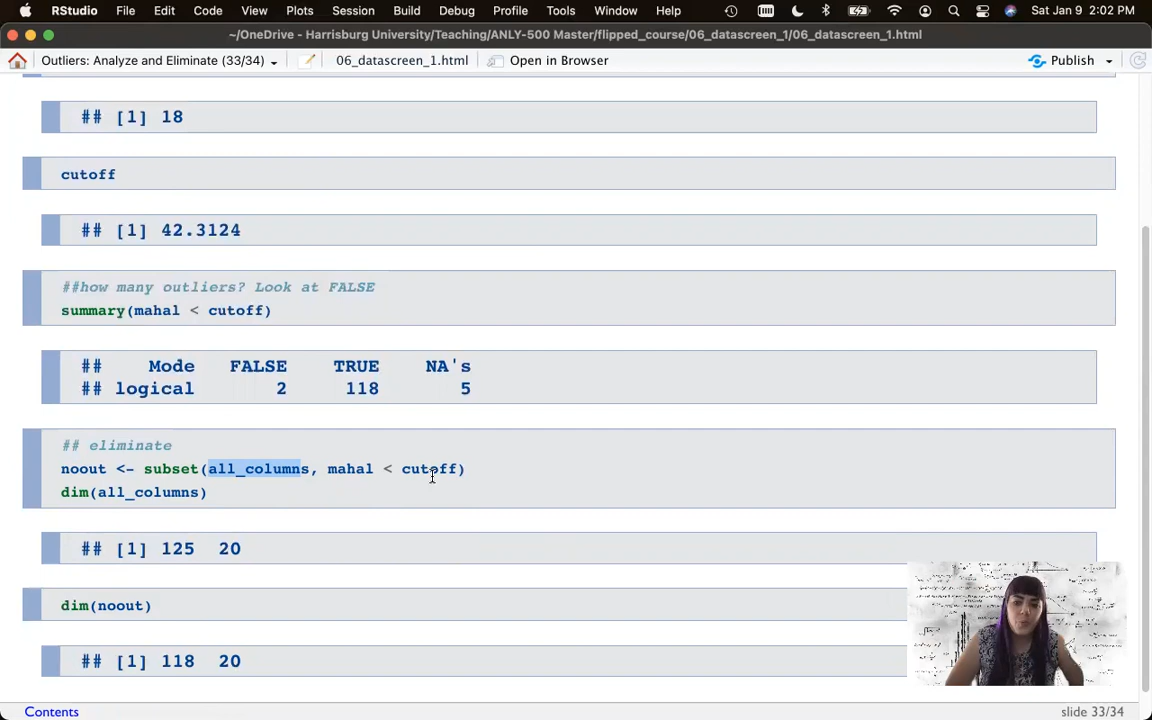 RStudio File Edit Code View Plots Session Build Debug Profile Tools Window Help Sat Jan 9 2:02 PM
~/OneDrive - Harrisburg University/Teaching/ANLY-500 Master/flipped_course/06_datascreen_1/06_datascreen_1.html
Outliers: Analyze and Eliminate (33/34) 06_datascreen_1.html Open in Browser Publish
## [1] 18
cutoff
## [1] 42.3124
##how many outliers? Look at FALSE
summary(mahal < cutoff)
## Mode FALSE TRUE NA's
## logical 2 118 5
## eliminate
noout <- subset(all_columns, mahal < cutoff)
dim(all_columns)
## [1] 125 20
dim(noout)
## [1] 118 20
Contents slide 33/34